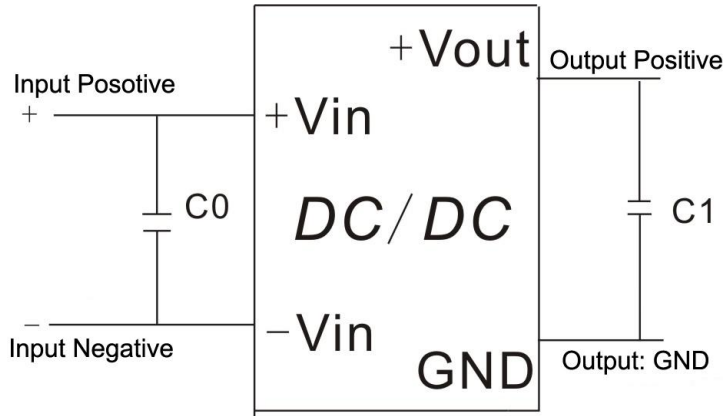 +Vout
Output Positive
Input Posotive
+
+Vin
C0
DC/DC
C1
−
−Vin
Input Negative
GND
Output: GND